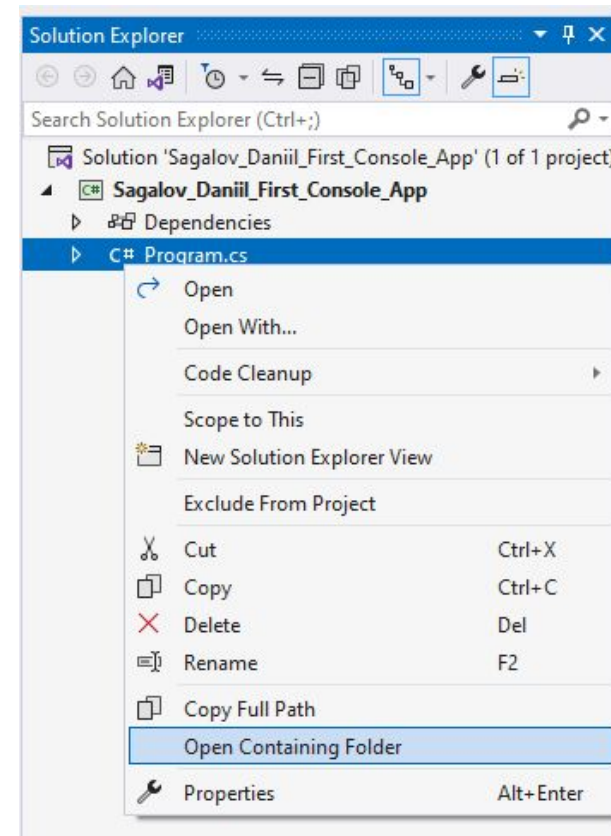 Solution Explorer
Search Solution Explorer (Ctrl+;)
Solution 'Sagalov_Daniil_First_Console_App' (1 of 1 project)
C# Sagalov_Daniil_First_Console_App
Dependencies
C# Program.cs
Open
Open With...
Code Cleanup
Scope to This
New Solution Explorer View
Exclude From Project
Cut Ctrl+X
Copy Ctrl+C
Delete Del
Rename F2
Copy Full Path
Open Containing Folder
Properties Alt+Enter